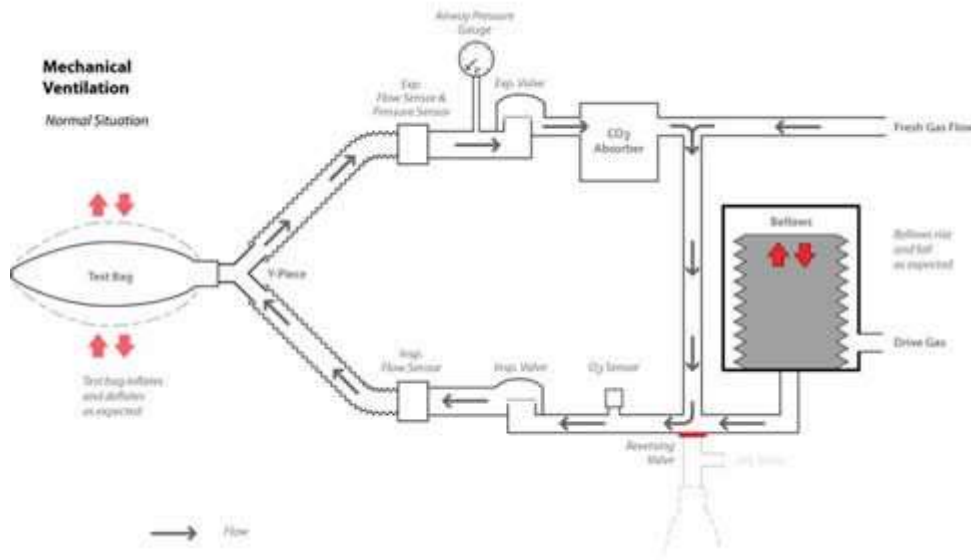 Airway Pressure
Gauge
Mechanical
Ventilation
Normal Situation
Exp.
Flow Sensor &
Pressure Sensor
Exp. Valve
CO2
Absorber
Fresh Gas Flow
Bellows
Bellows rise
and fall
as expected
Test Bag
Y-Piece
Drive Gas
Test bag inflates
and deflates
as expected
Insp.
Flow Sensor
Insp. Valve
O2 Sensor
Reversing
Valve
Flow